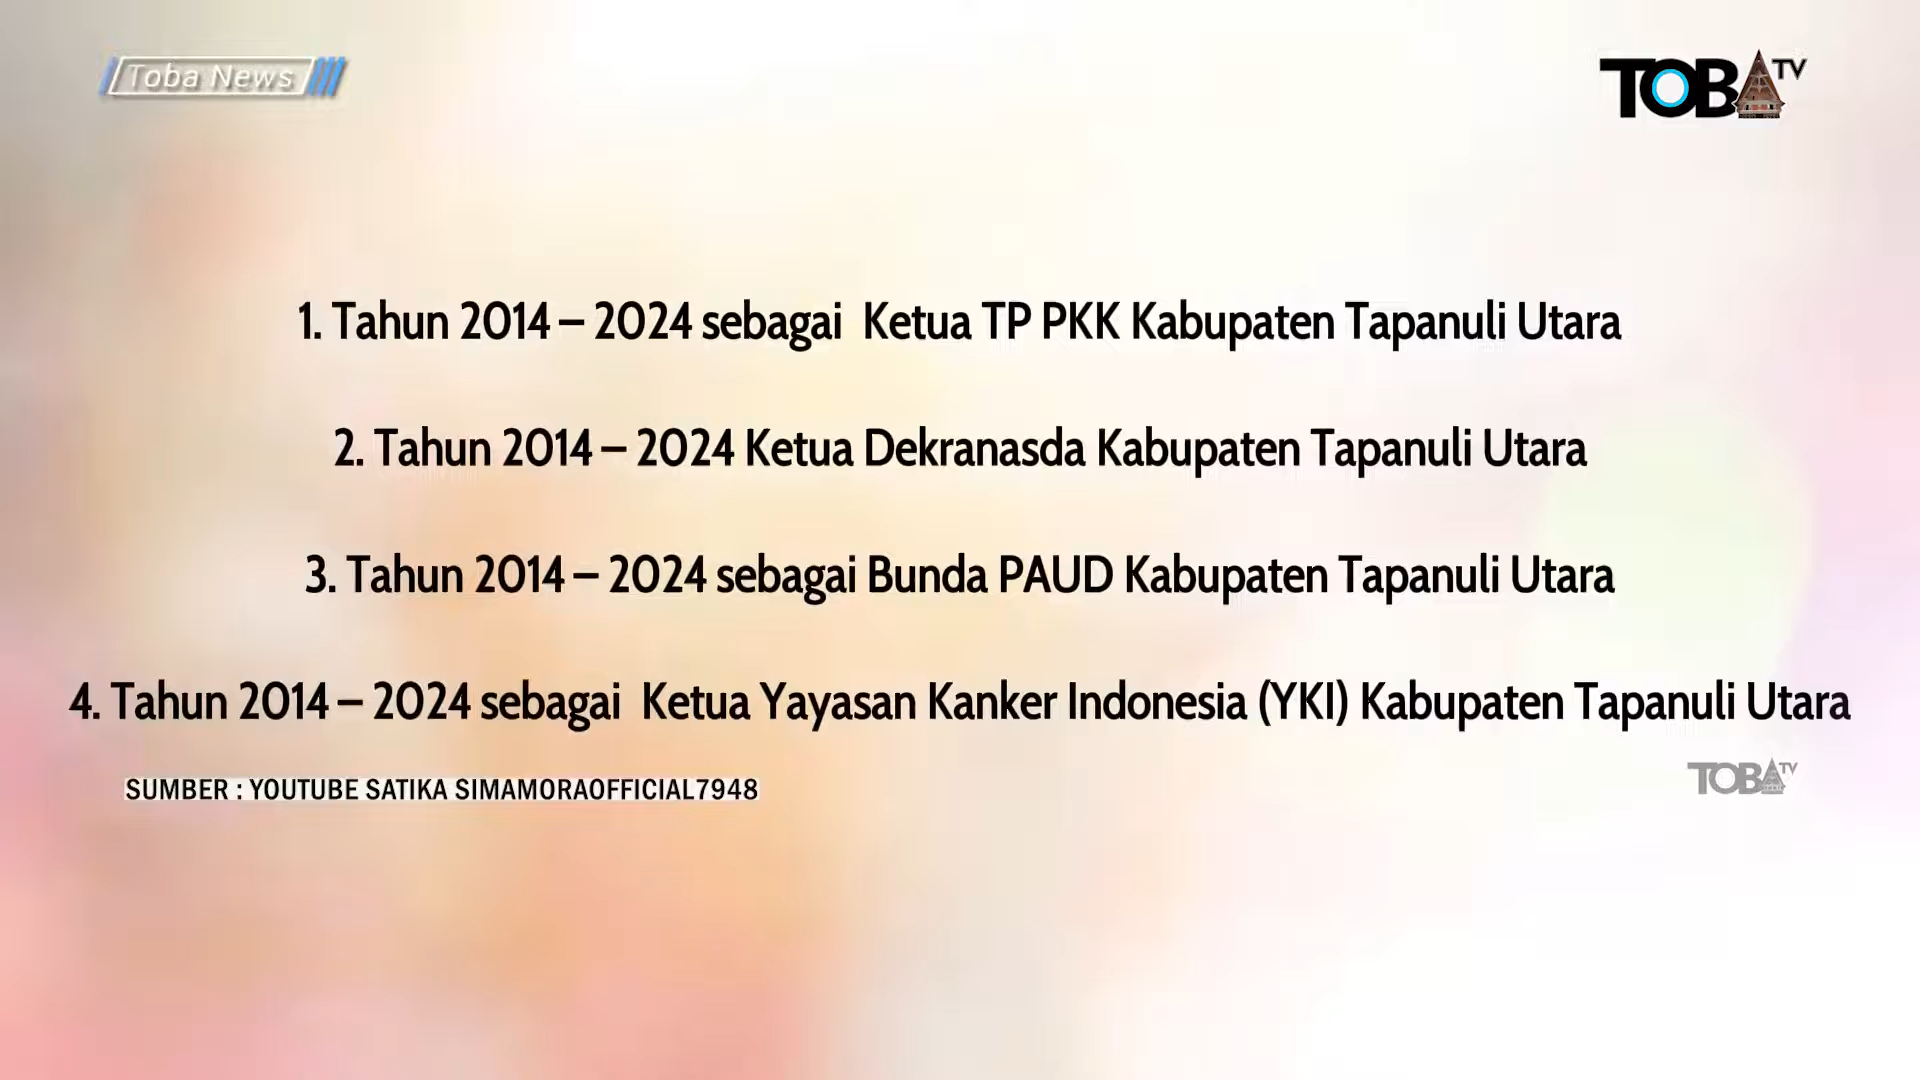 Toba News
TOBA TV
1. Tahun 2014 – 2024 sebagai  Ketua TP PKK Kabupaten Tapanuli Utara
2. Tahun 2014 – 2024 Ketua Dekranasda Kabupaten Tapanuli Utara
3. Tahun 2014 – 2024 sebagai Bunda PAUD Kabupaten Tapanuli Utara
4. Tahun 2014 – 2024 sebagai  Ketua Yayasan Kanker Indonesia (YKI) Kabupaten Tapanuli Utara
SUMBER : YOUTUBE SATIKA SIMAMORAOFFICIAL7948
TOBA TV